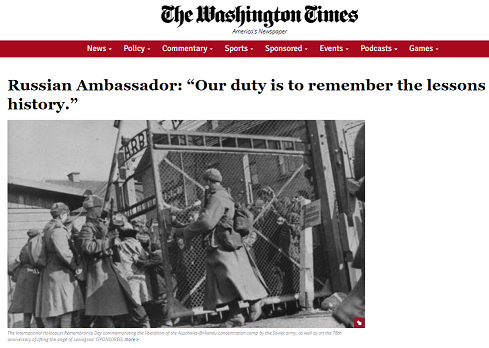 The Washington Times
America's Newspaper
News Policy Commentary Sports Sponsored Events Podcasts Games
Russian Ambassador: “Our duty is to remember the lessons
history.”
ARB
The International Holocaust Remembrance Day commemorating the liberation of the Auschwitz-Birkenau concentration camp by the Soviet army, as well as on the 78th
anniversary of lifting the siege of Leningrad. (SPONSORED) more >